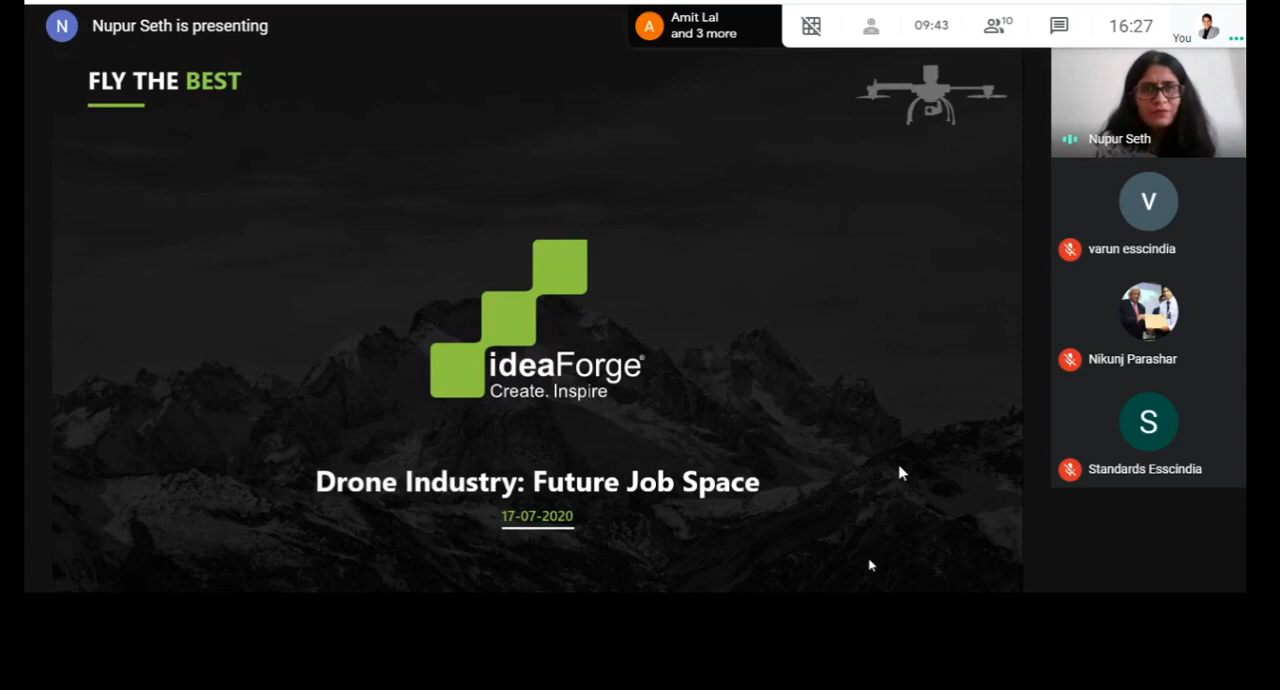 N
Nupur Seth is presenting
A
Amit Lal
and 3 more
09:43
10
16:27
You
FLY THE BEST
Nupur Seth
V
varun esscindia
Nikunj Parashar
S
Standards Esscindia
ideaForge®
Create. Inspire
Drone Industry: Future Job Space
17-07-2020